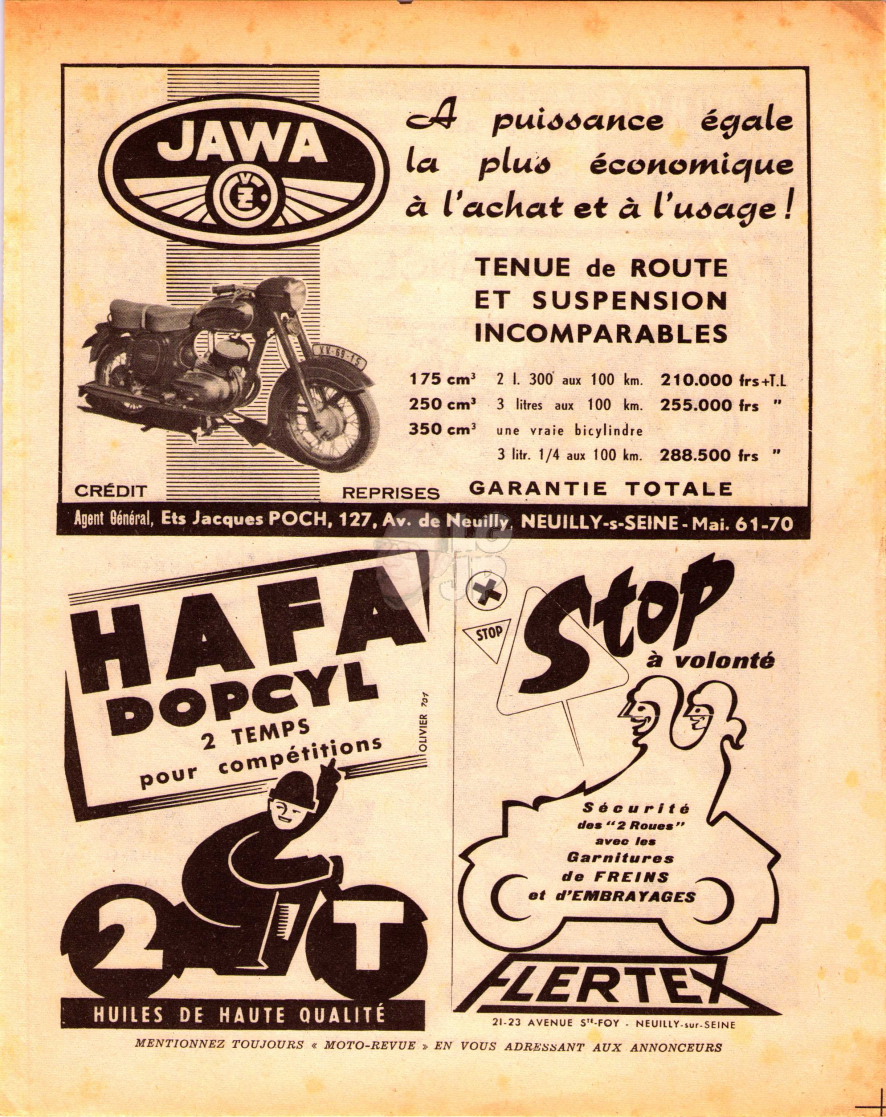 JAWA
CZ
A puissance égale
la plus économique
à l'achat et à l'usage !
TENUE de ROUTE
ET SUSPENSION
INCOMPARABLES
175 cm³ 2 l. 300 aux 100 km. 210.000 frs +T.L
250 cm³ 3 litres aux 100 km. 255.000 frs "
350 cm³ une vraie bicylindre
3 litr. 1/4 aux 100 km. 288.500 frs "
CRÉDIT REPRISES GARANTIE TOTALE
Agent Général, Ets Jacques POCH, 127, Av. de Neuilly, NEUILLY-s-SEINE - Mai. 61-70
HAFA
DOPCYL
2 TEMPS
pour compétitions
OLIVIER 701
2 T
HUILES DE HAUTE QUALITÉ
STOP
Stop
à volonté
Sécurité
des "2 Roues"
avec les
Garnitures
de FREINS
et d'EMBRAYAGES
FLERTEX
21-23 AVENUE STE-FOY - NEUILLY-sur-SEINE
MENTIONNEZ TOUJOURS « MOTO-REVUE » EN VOUS ADRESSANT AUX ANNONCEURS